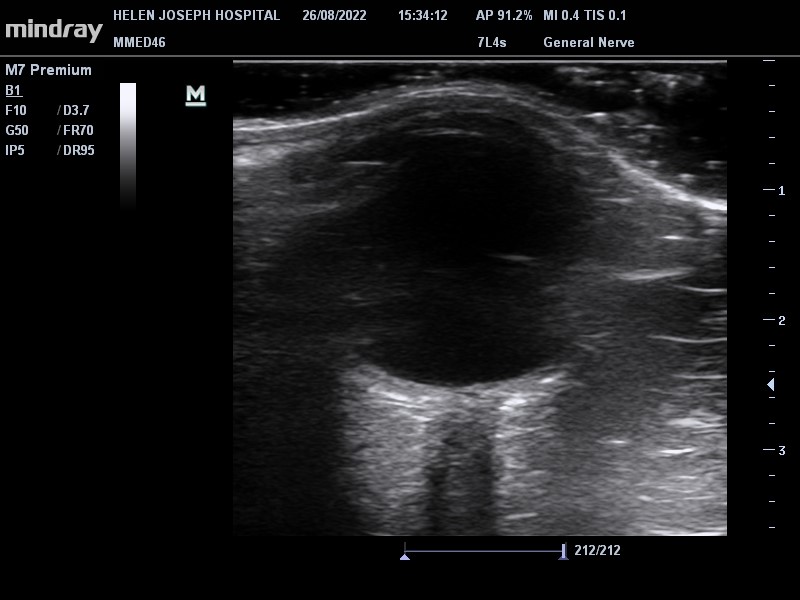 mindray HELEN JOSEPH HOSPITAL 26/08/2022 15:34:12 AP 91.2% MI 0.4 TIS 0.1
MMED46 7L4s General Nerve
M7 Premium
B1
F10 / D3.7
G50 / FR70
IP5 / DR95
M
1
2
3
212/212